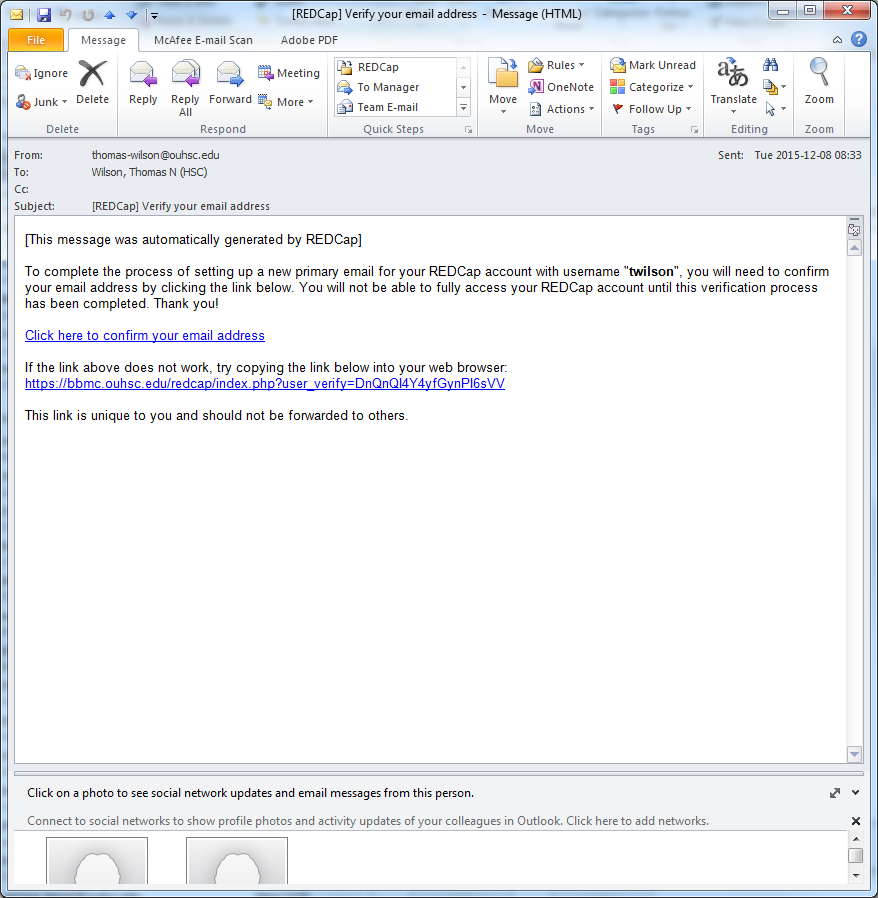 [REDCap] Verify your email address - Message (HTML)
File Message McAfee E-mail Scan Adobe PDF
Ignore
Junk
Delete
Delete
Reply
Reply All
Forward
Meeting
More
Respond
REDCap
To Manager
Team E-mail
Quick Steps
Move
Rules
OneNote
Actions
Move
Mark Unread
Categorize
Follow Up
Tags
Translate
Editing
Zoom
Zoom
From: thomas-wilson@ouhsc.edu Sent: Tue 2015-12-08 08:33
To: Wilson, Thomas N (HSC)
Cc:
Subject: [REDCap] Verify your email address
[This message was automatically generated by REDCap]
To complete the process of setting up a new primary email for your REDCap account with username "twilson", you will need to confirm
your email address by clicking the link below. You will not be able to fully access your REDCap account until this verification process
has been completed. Thank you!
Click here to confirm your email address
If the link above does not work, try copying the link below into your web browser:
https://bbmc.ouhsc.edu/redcap/index.php?user_verify=DnQnQI4Y4yfGynPI6sVV
This link is unique to you and should not be forwarded to others.
Click on a photo to see social network updates and email messages from this person.
Connect to social networks to show profile photos and activity updates of your colleagues in Outlook. Click here to add networks.